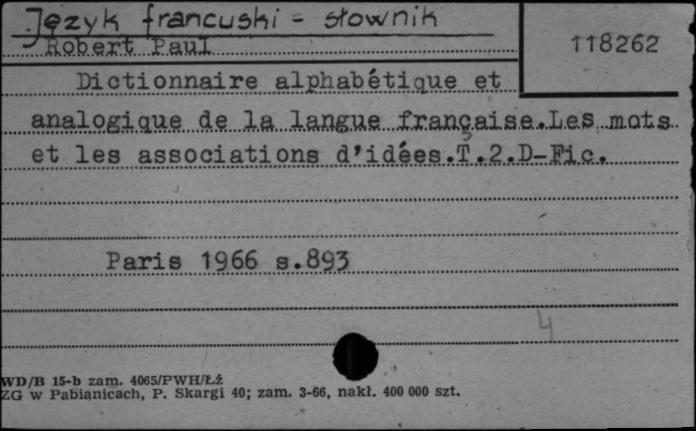 Język francuski - słownik
Robert Paul
118262
Dictionnaire alphabétique et
analogique de la langue française.Les mots
et les associations d'idées.T.2.D-Fic.
Paris 1966 s.893
4
WD/B 15-b zam. 4065/PWH/Łź
ZG w Pabianicach, P. Skargi 40; zam. 3-66, nakł. 400 000 szt.